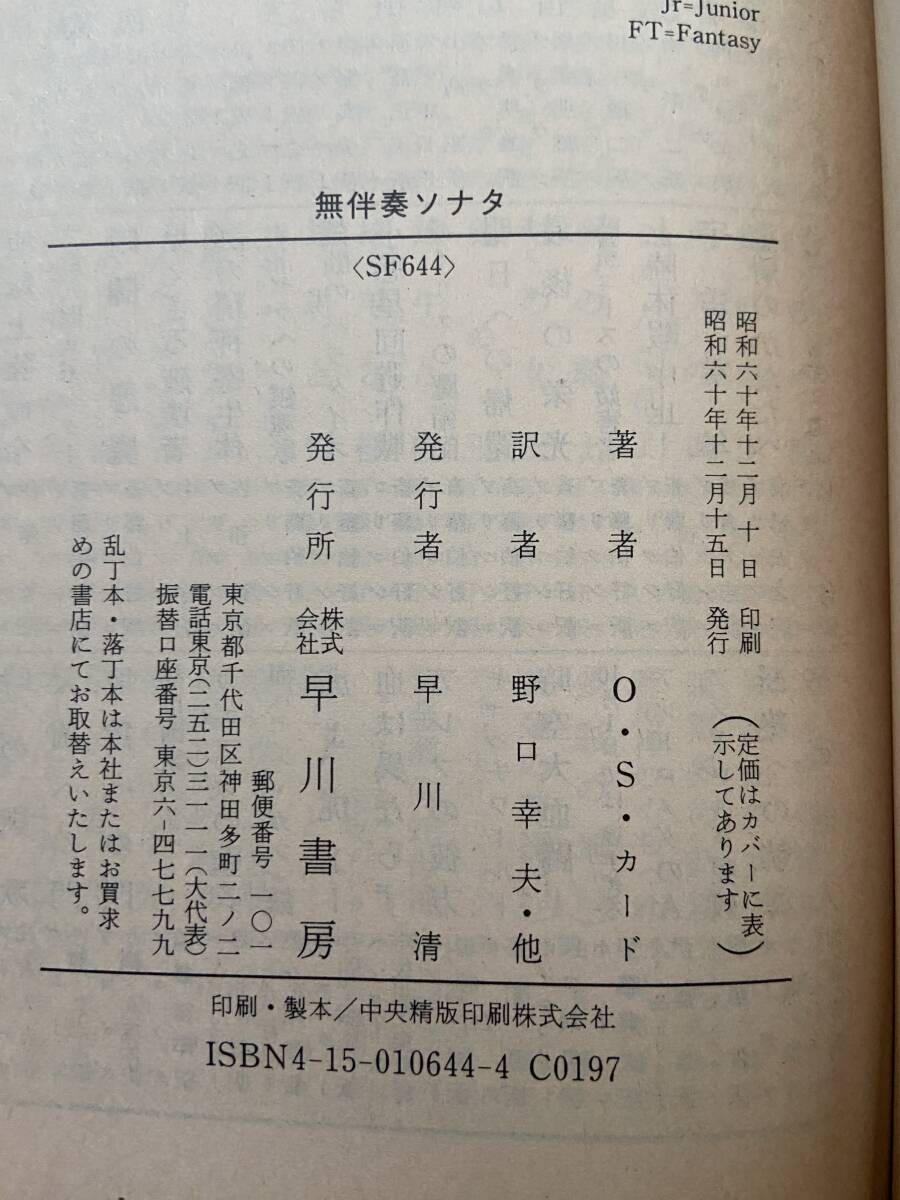 Jr=Junior
FT=Fantasy
無伴奏ソナタ
〈SF644〉
昭和六十年十二月十日　印刷
昭和六十年十二月十五日　発行
（定価はカバーに表示してあります）
著者　O・S・カード
訳者　野口幸夫・他
発行者　早川　清
発行所　株式会社　早川書房
郵便番号　一〇一
東京都千代田区神田多町二ノ二
電話東京(二五二)三一一一(大代表)
振替口座番号　東京六-四七七九九
乱丁本・落丁本は本社またはお買求
めの書店にてお取替えいたします。
印刷・製本／中央精版印刷株式会社
ISBN4-15-010644-4 C0197